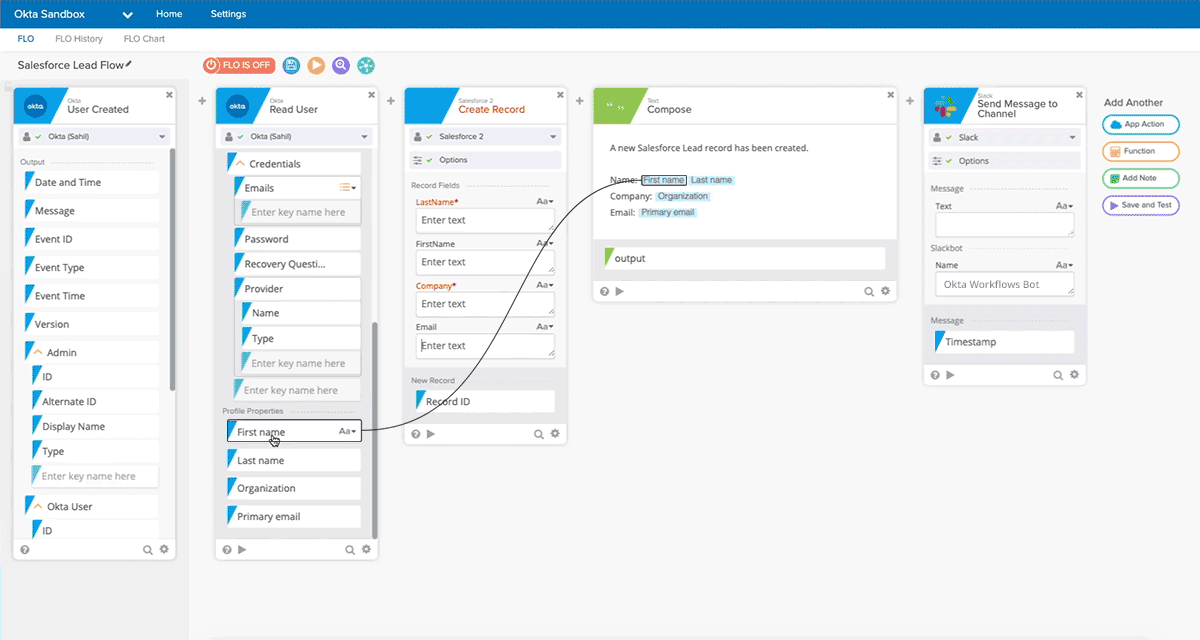 Okta Sandbox
Home
Settings
FLO
FLO History
FLO Chart
Salesforce Lead Flow
FLO IS OFF
okta
Okta
User Created
Okta (Sahil)
Output
Date and Time
Message
Event ID
Event Type
Event Time
Version
Admin
ID
Alternate ID
Display Name
Type
Enter key name here
Okta User
ID
okta
Okta
Read User
Okta (Sahil)
Credentials
Emails
Enter key name here
Password
Recovery Questi...
Provider
Name
Type
Enter key name here
Enter key name here
Profile Properties
First name
Aa
Last name
Organization
Primary email
Salesforce 2
Create Record
Salesforce 2
Options
Record Fields
LastName*
Aa
Enter text
FirstName
Aa
Enter text
Company*
Aa
Enter text
Email
Aa
Enter text
New Record
Record ID
Text
Compose
A new Salesforce Lead record has been created.
Name: First name Last name
Company: Organization
Email: Primary email
output
Slack
Send Message to
Channel
Slack
Options
Message
Text
Aa
Slackbot
Name
Aa
Okta Workflows Bot
Message
Timestamp
Add Another
App Action
Function
Add Note
Save and Test